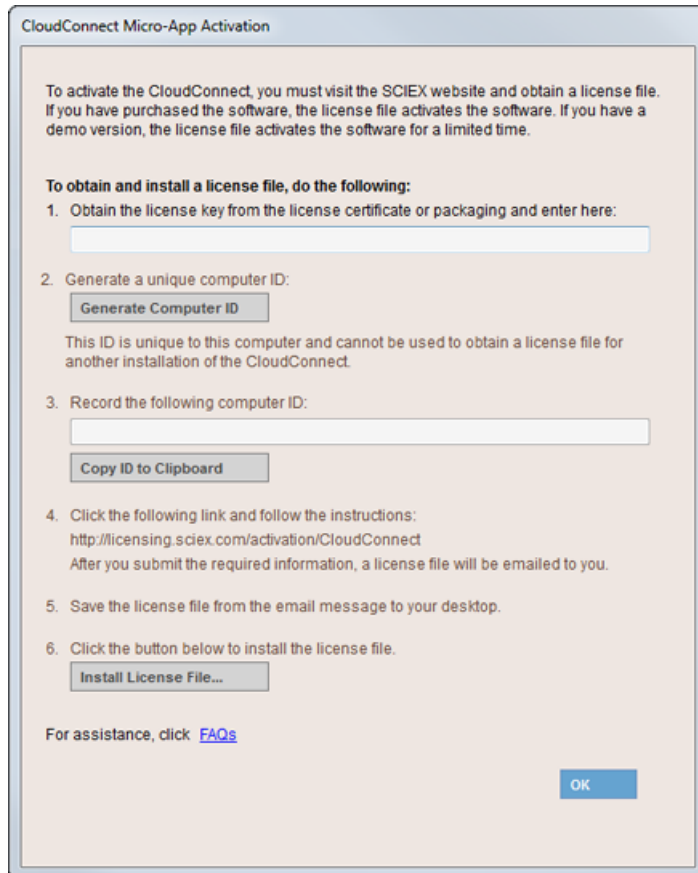 CloudConnect Micro-App Activation
To activate the CloudConnect, you must visit the SCIEX website and obtain a license file.
If you have purchased the software, the license file activates the software. If you have a
demo version, the license file activates the software for a limited time.
To obtain and install a license file, do the following:
1. Obtain the license key from the license certificate or packaging and enter here:
2. Generate a unique computer ID:
Generate Computer ID
This ID is unique to this computer and cannot be used to obtain a license file for
another installation of the CloudConnect.
3. Record the following computer ID:
Copy ID to Clipboard
4. Click the following link and follow the instructions:
http://licensing.sciex.com/activation/CloudConnect
After you submit the required information, a license file will be emailed to you.
5. Save the license file from the email message to your desktop.
6. Click the button below to install the license file.
Install License File...
For assistance, click FAQs
OK